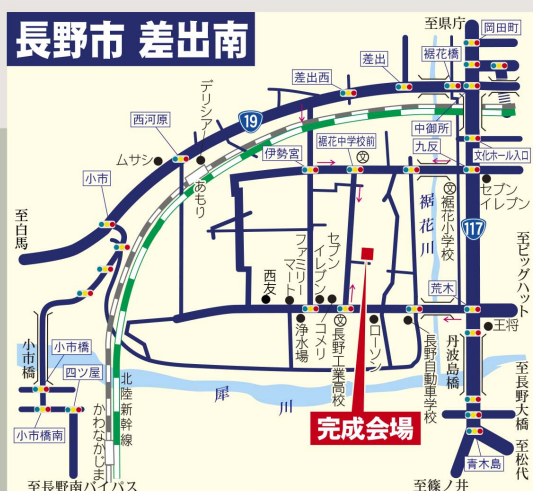 長野市 差出南
至県庁
岡田町
裾花橋
差出
差出西
デリシア
西河原
19
ムサシ
あもり
裾花中学校前
文
伊勢宮
中御所
九反
文化ホール入口
セブン
イレブン
文
裾花小学校
裾花川
117
小市
至白馬
至ビッグハット
西友
ファミリー
マート
セブン
イレブン
コメリ
浄水場
文
長野工業高校
ローソン
長野自動車学校
荒木
王将
丹波島橋
小市橋
小市橋
四ツ屋
小市橋南
北陸新幹線
かわなかじま
犀川
完成会場
至長野大橋
至松代
青木島
至篠ノ井
至長野南バイパス